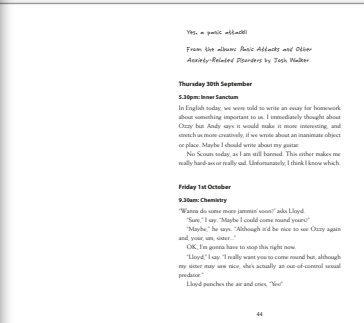 Yes, a panic attack!!
From the album: Panic Attacks and Other
Anxiety-Related Disorders by Josh Walker
Thursday 30th September
5.30pm: Inner Sanctum
In English today, we were told to write an essay for homework
about something important to us. I immediately thought about
Ozzy but Andy says it would make it more interesting, and
stretch us more creatively, if we wrote about an inanimate object
or place. Maybe I should write about my guitar.
No Scouts today, as I am still banned. This either makes me
really hard-ass or really sad. Unfortunately, I think I know which.
Friday 1st October
9.30am: Chemistry
“Wanna do some more jammin' soon?” asks Lloyd.
“Sure,” I say. “Maybe I could come round yours?”
“Maybe,” he says. “Although it'd be nice to see Ozzy again
and, your, um, sister...”
OK, I'm gonna have to stop this right now.
“Lloyd,” I say. “I really want you to come round but, although
my sister may seem nice, she's actually an out-of-control sexual
predator.”
Lloyd punches the air and cries, “Yes!”
44